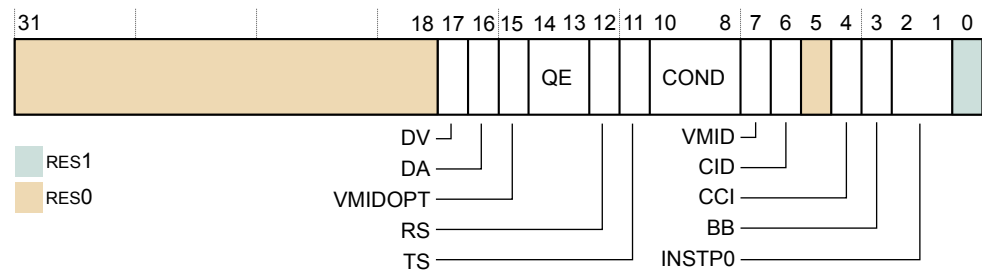 31 18 17 16 15 14 13 12 11 10 8 7 6 5 4 3 2 1 0
QE COND
DV VMID
RES1 DA CID
RES0 VMIDOPT CCI
RS BB
TS INSTP0